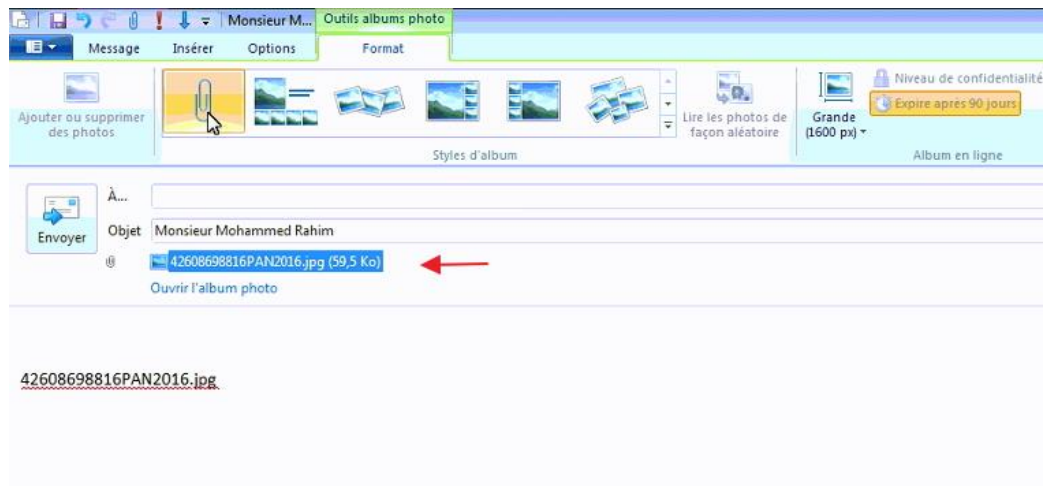 Monsieur M... Outils albums photo
Message Insérer Options Format
Ajouter ou supprimer
des photos
Lire les photos de
façon aléatoire
Grande
(1600 px)
Niveau de confidentialité
Expire après 90 jours
Styles d'album
Album en ligne
Envoyer
À...
Objet Monsieur Mohammed Rahim
42608698816PAN2016.jpg (59,5 Ko)
Ouvrir l'album photo
42608698816PAN2016.jpg